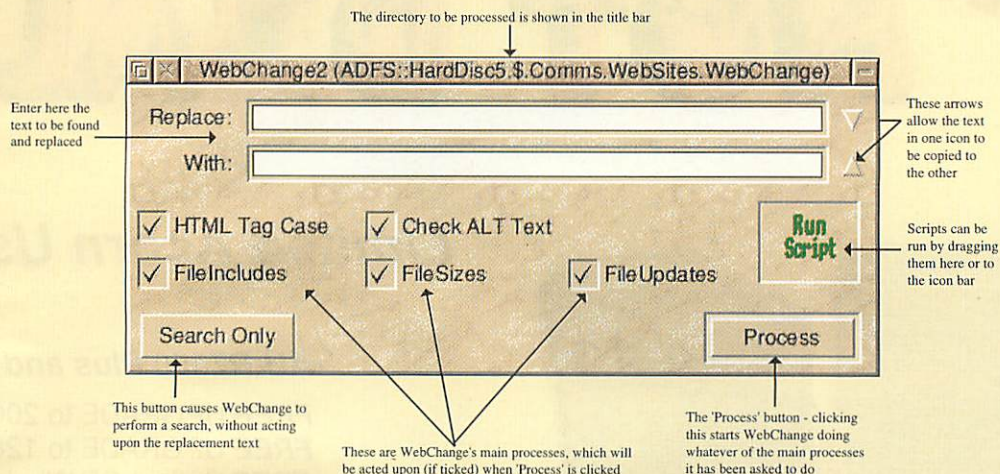 The directory to be processed is shown in the title bar
WebChange2 (ADFS::HardDisc5.$.Comms.WebSites.WebChange)
Enter here the
text to be found
and replaced
Replace:
With:
These arrows
allow the text
in one icon to
be copied to
the other
HTML Tag Case
Check ALT Text
Run
Script
FileIncludes
FileSizes
FileUpdates
Scripts can be
run by dragging
them here or to
the icon bar
Search Only
Process
This button causes WebChange to
perform a search, without acting
upon the replacement text
These are WebChange's main processes, which will
be acted upon (if ticked) when 'Process' is clicked
The 'Process' button - clicking
this starts WebChange doing
whatever of the main processes
it has been asked to do